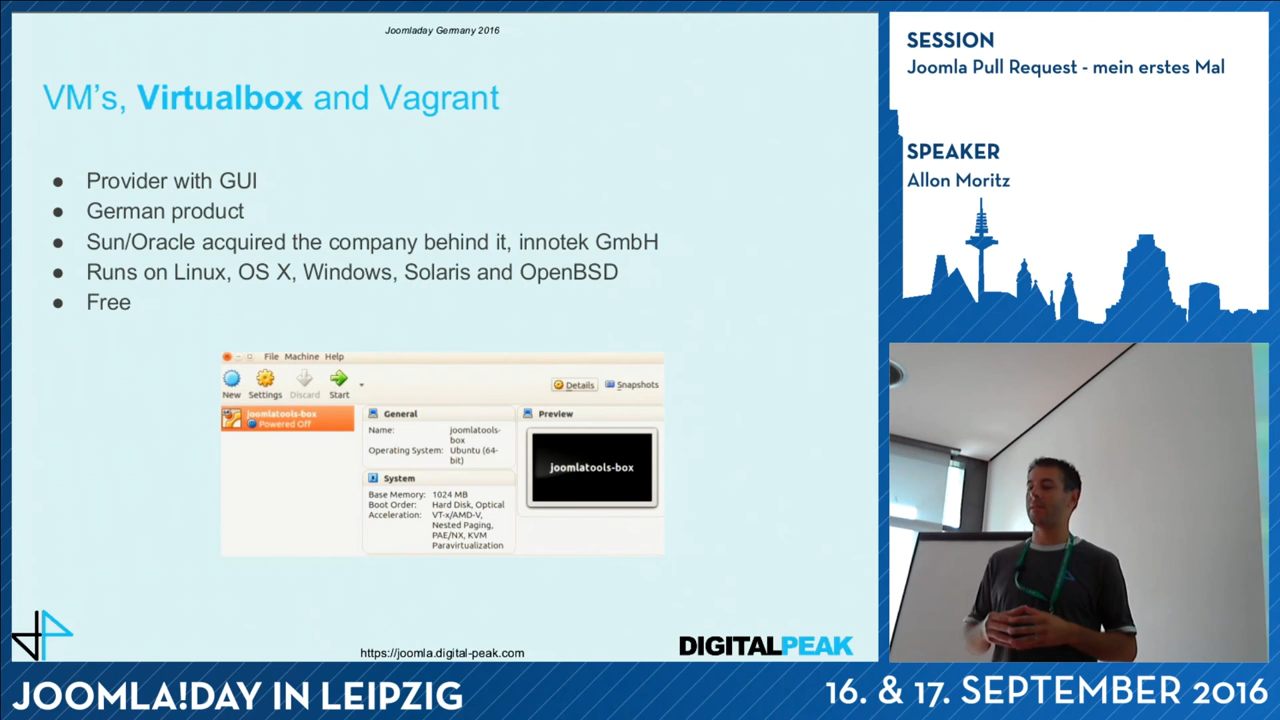 Joomladay Germany 2016
VM's, Virtualbox and Vagrant
● Provider with GUI
● German product
● Sun/Oracle acquired the company behind it, innotek GmbH
● Runs on Linux, OS X, Windows, Solaris and OpenBSD
● Free
File Machine Help
New Settings Discard Start
Details Snapshots
joomlatools-box
Powered Off
General
Name: joomlatools-
box
Operating System: Ubuntu (64-
bit)
System
Base Memory: 1024 MB
Boot Order: Hard Disk, Optical
Acceleration: VT-x/AMD-V,
Nested Paging,
PAE/NX, KVM
Paravirtualization
Preview
joomlatools-box
https://joomla.digital-peak.com
DIGITALPEAK
SESSION
Joomla Pull Request - mein erstes Mal
SPEAKER
Allon Moritz
JOOMLA!DAY IN LEIPZIG
16. & 17. SEPTEMBER 2016